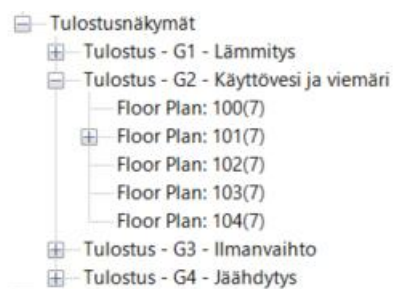 Tulostusnäkymät
Tulostus - G1 - Lämmitys
Tulostus - G2 - Käyttövesi ja viemäri
Floor Plan: 100(7)
Floor Plan: 101(7)
Floor Plan: 102(7)
Floor Plan: 103(7)
Floor Plan: 104(7)
Tulostus - G3 - Ilmanvaihto
Tulostus - G4 - Jäähdytys